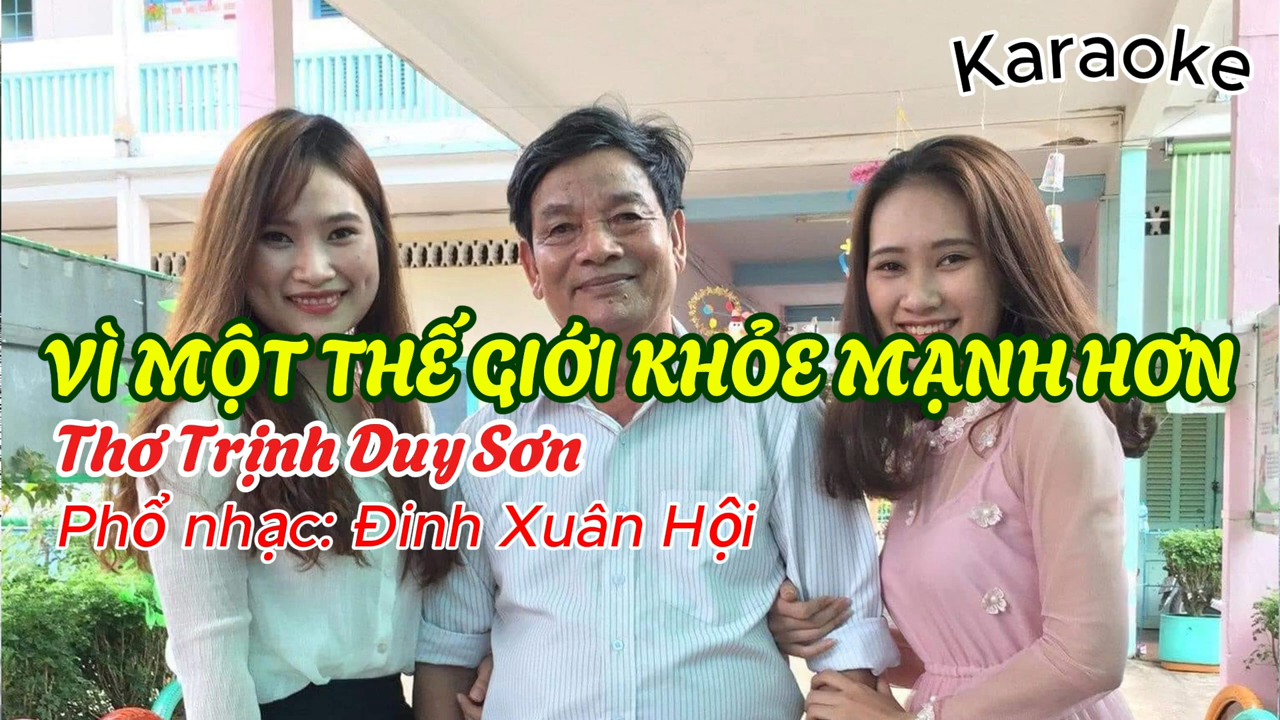 Karaoke
VÌ MỘT THẾ GIỚI KHỎE MẠNH HƠN
Thơ Trịnh Duy Sơn
Phổ nhạc: Đinh Xuân Hội